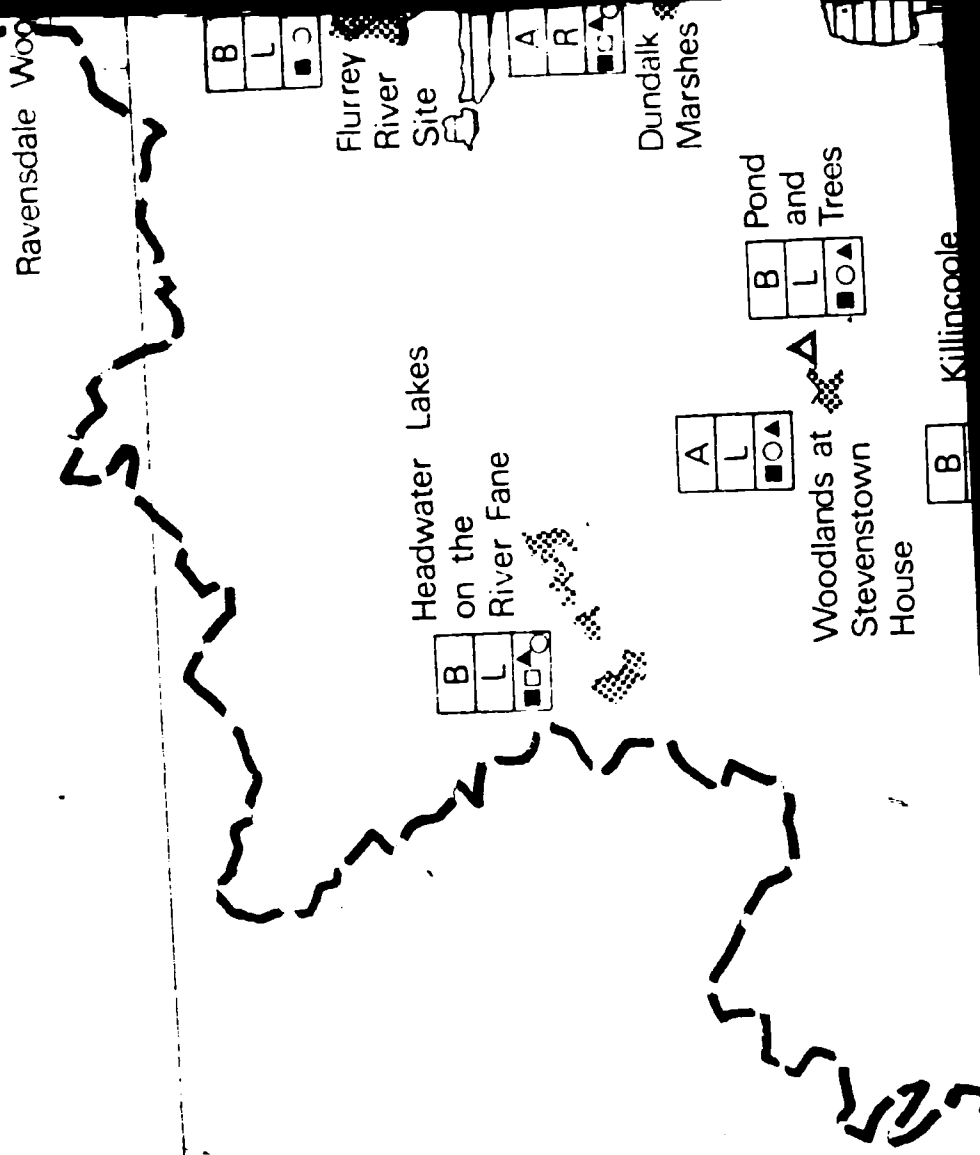 Ravensdale Woo
B
L
■ ○
Flurrey
River
Site
A
R
■□▲○
Dundalk
Marshes
Headwater Lakes
on the
River Fane
B
L
■□▲○
Pond
and
Trees
B
L
■○▲
A
L
■○▲
Woodlands at
Stevenstown
House
Killincoole
B